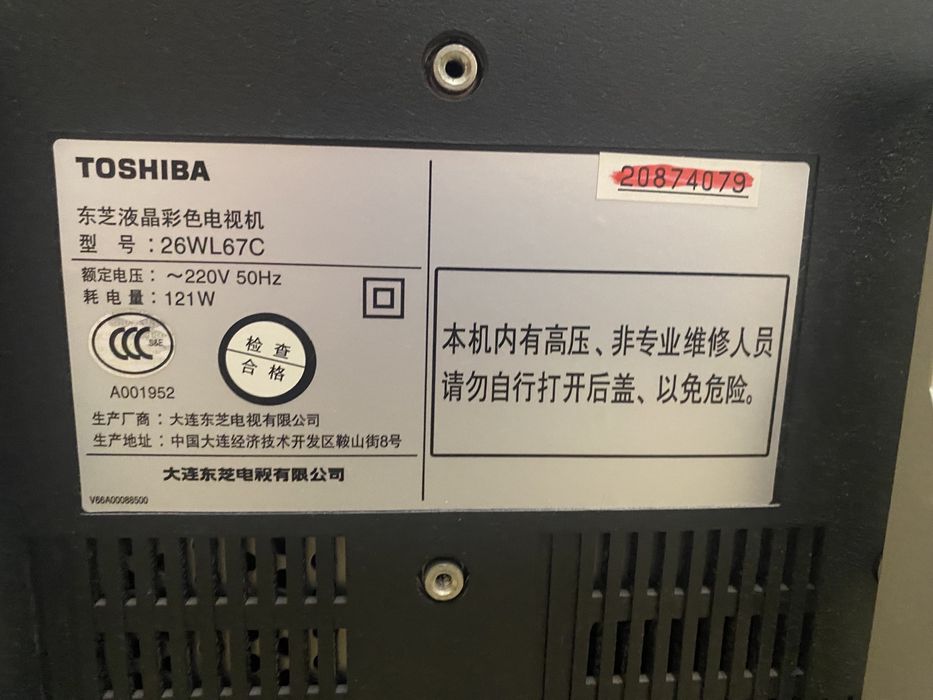 TOSHIBA
东芝液晶彩色电视机
型 号：26WL67C
额定电压：～220V 50Hz
耗 电 量：121W
CCC S&E
A001952
检 查
合 格
生产厂商：大连东芝电视有限公司
生产地址：中国大连经济技术开发区鞍山街8号
大连东芝电视有限公司
V66A00088500
20874079
本机内有高压、非专业维修人员
请勿自行打开后盖、以免危险。